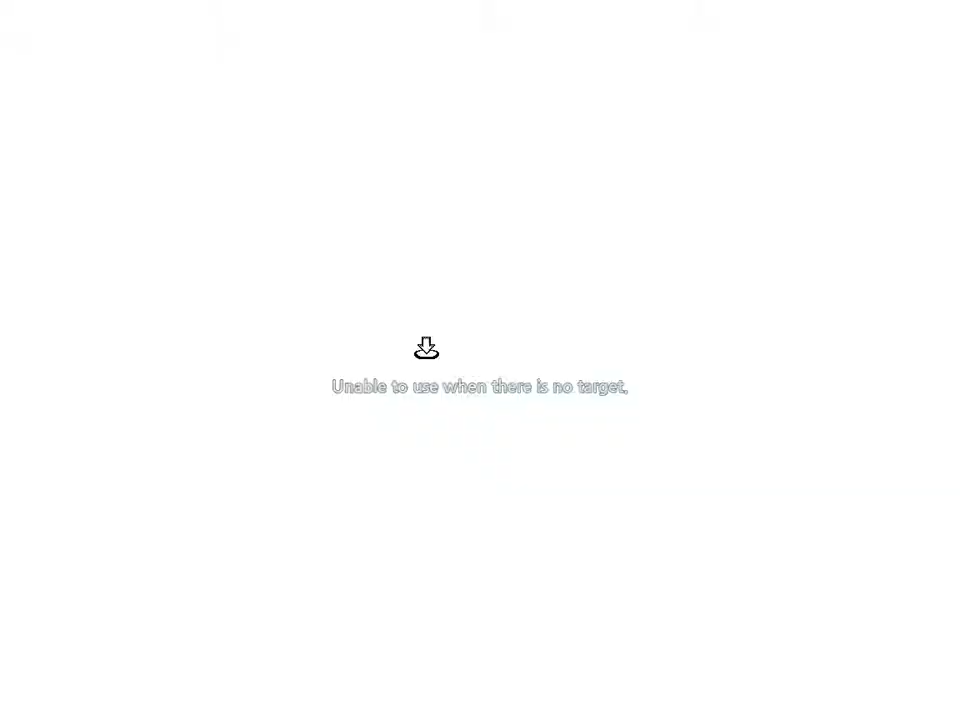 Unable to use when there is no target.